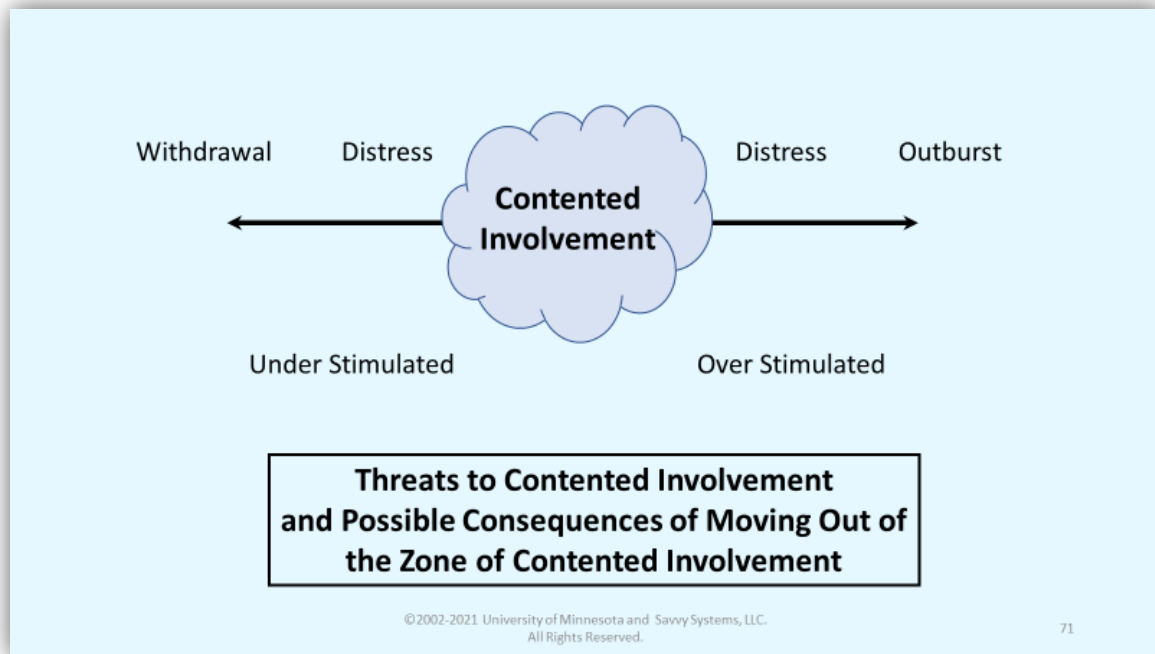 Withdrawal Distress Distress Outburst
Contented
Involvement
Under Stimulated Over Stimulated
Threats to Contented Involvement
and Possible Consequences of Moving Out of
the Zone of Contented Involvement
©2002-2021 University of Minnesota and Savvy Systems, LLC.
All Rights Reserved.
71